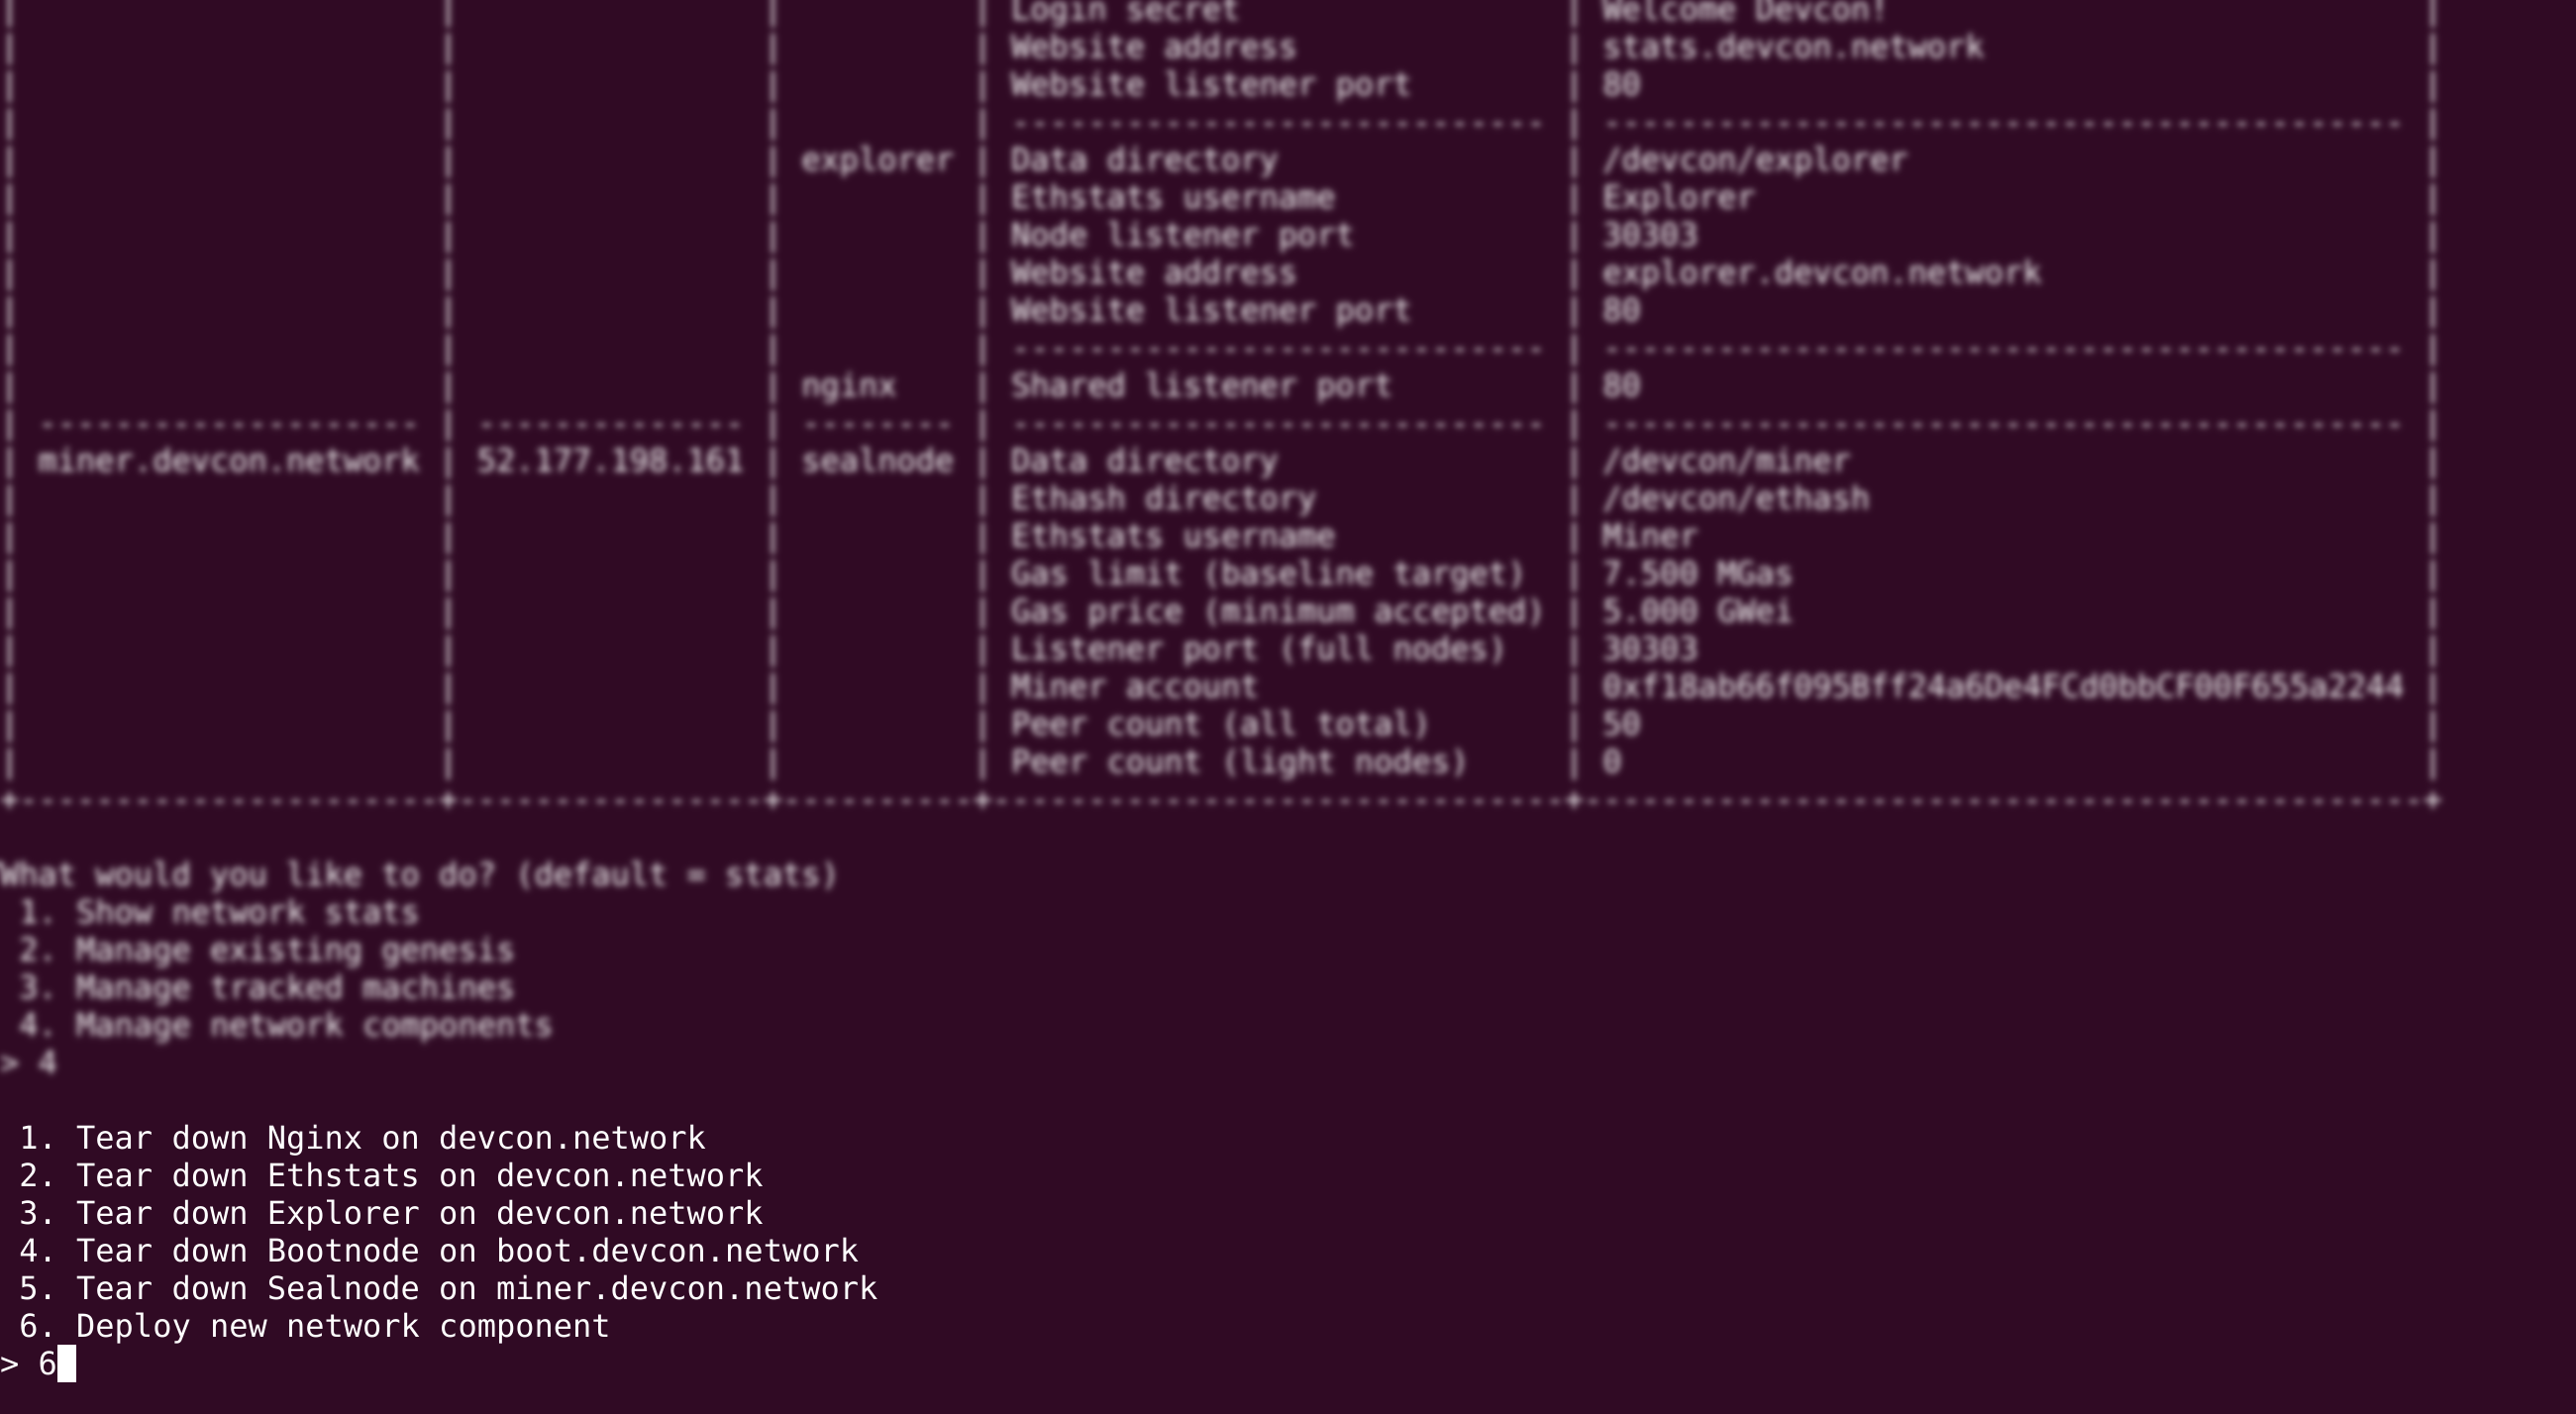 | | | | Login secret | Welcome Devcon! |
| | | | Website address | stats.devcon.network |
| | | | Website listener port | 80 |
| | | | ---------------------------- | ------------------------------------------ |
| | | explorer | Data directory | /devcon/explorer |
| | | | Ethstats username | Explorer |
| | | | Node listener port | 30303 |
| | | | Website address | explorer.devcon.network |
| | | | Website listener port | 80 |
| | | | ---------------------------- | ------------------------------------------ |
| | | nginx | Shared listener port | 80 |
| -------------------- | -------------- | -------- | ---------------------------- | ------------------------------------------ |
| miner.devcon.network | 52.177.198.161 | sealnode | Data directory | /devcon/miner |
| | | | Ethash directory | /devcon/ethash |
| | | | Ethstats username | Miner |
| | | | Gas limit (baseline target) | 7.500 MGas |
| | | | Gas price (minimum accepted) | 5.000 GWei |
| | | | Listener port (full nodes) | 30303 |
| | | | Miner account | 0xf18ab66f095Bff24a6De4FCd0bbCF00F655a2244 |
| | | | Peer count (all total) | 50 |
| | | | Peer count (light nodes) | 0 |
+----------------------+----------------+----------+------------------------------+--------------------------------------------+
What would you like to do? (default = stats)
1. Show network stats
2. Manage existing genesis
3. Manage tracked machines
4. Manage network components
> 4
1. Tear down Nginx on devcon.network
2. Tear down Ethstats on devcon.network
3. Tear down Explorer on devcon.network
4. Tear down Bootnode on boot.devcon.network
5. Tear down Sealnode on miner.devcon.network
6. Deploy new network component
> 6